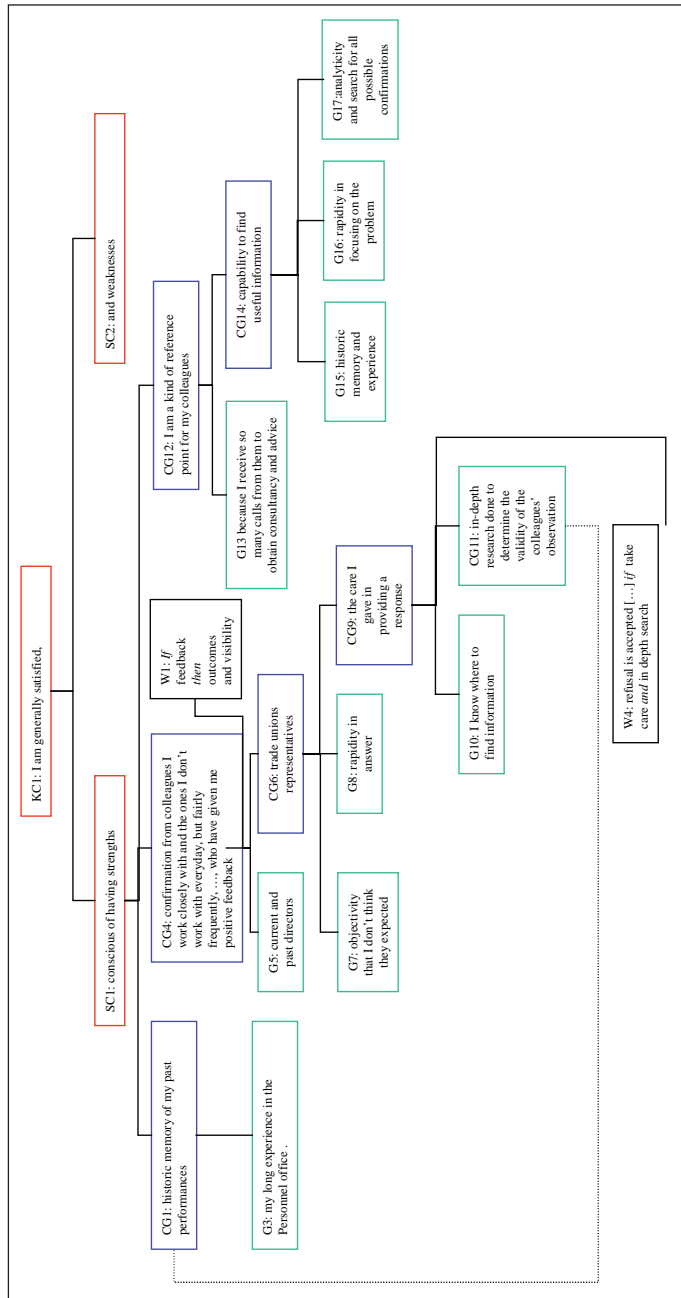 KC1: I am generally satisfied,
SC1: conscious of having strengths
SC2: and weaknesses
CG1: historic memory of my past
performances
CG4: confirmation from colleagues I
work closely with and the ones I don't
work with everyday, but fairly
frequently, …, who have given me
positive feedback
W1: If
feedback
then
outcomes
and visibility
CG12: I am a kind of reference
point for my colleagues
G3: my long experience in the
Personnel office .
G5: current and
past directors
CG6: trade unions
representatives
G13 because I receive so
many calls from them to
obtain consultancy and advice
CG14: capability to find
useful information
G7: objectivity
that I don't think
they expected
G8: rapidity in
answer
CG9: the care I
gave in
providing a
response
G15: historic
memory and
experience
G16: rapidity in
focusing on the
problem
G17:analyticity
and search for all
possible
confirmations
G10: I know where to
find information
CG11: in-depth
research done to
determine the
validity of the
colleagues'
observation
W4: refusal is accepted […] if take
care and in depth search